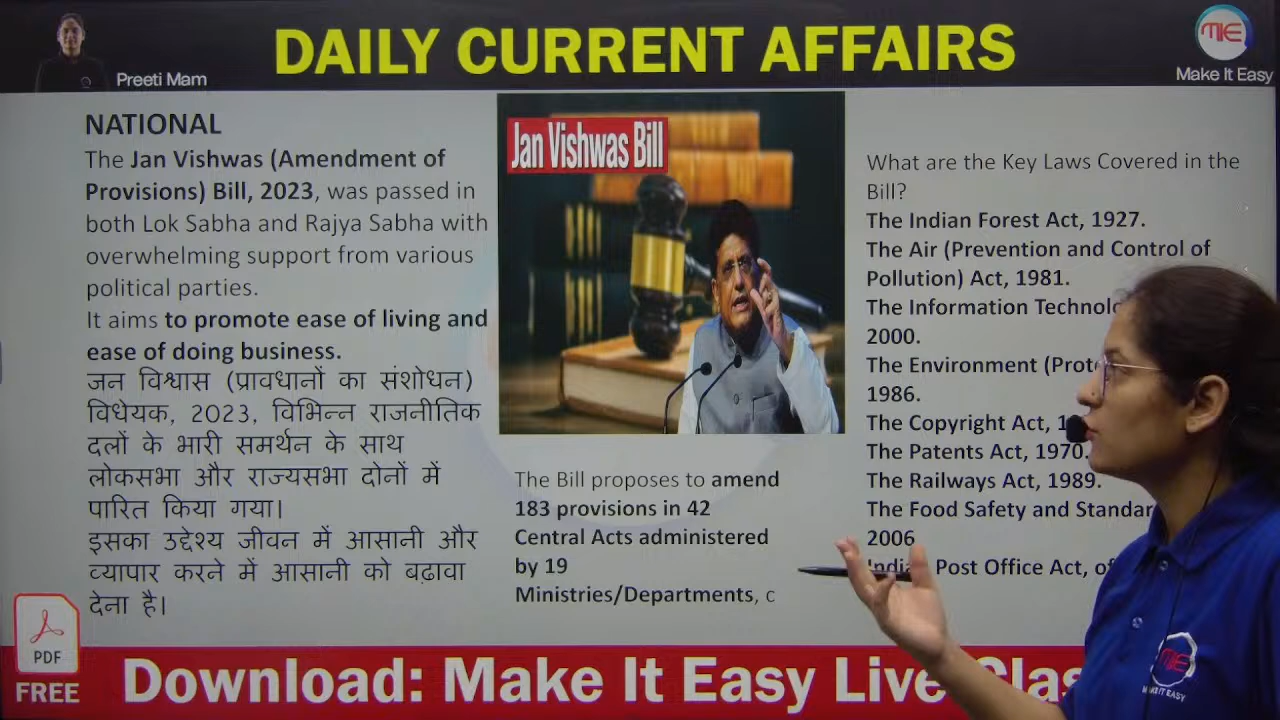 DAILY CURRENT AFFAIRS
Preeti Mam
MIE
Make It Easy
NATIONAL
The Jan Vishwas (Amendment of
Provisions) Bill, 2023, was passed in
both Lok Sabha and Rajya Sabha with
overwhelming support from various
political parties.
It aims to promote ease of living and
ease of doing business.
जन विश्वास (प्रावधानों का संशोधन)
विधेयक, 2023, विभिन्न राजनीतिक
दलों के भारी समर्थन के साथ
लोकसभा और राज्यसभा दोनों में
पारित किया गया।
इसका उद्देश्य जीवन में आसानी और
व्यापार करने में आसानी को बढावा
देना है।
Jan Vishwas Bill
The Bill proposes to amend
183 provisions in 42
Central Acts administered
by 19
Ministries/Departments, c
What are the Key Laws Covered in the
Bill?
The Indian Forest Act, 1927.
The Air (Prevention and Control of
Pollution) Act, 1981.
The Information
2000.
The Environment
1986.
The Copyright Act,
The Patents Act, 1970.
The Railways Act, 1989.
The Food Safety and
2006
Post Office Act,
MIE
MAKE IT EASY
PDF
FREE
Download: Make It Easy Live